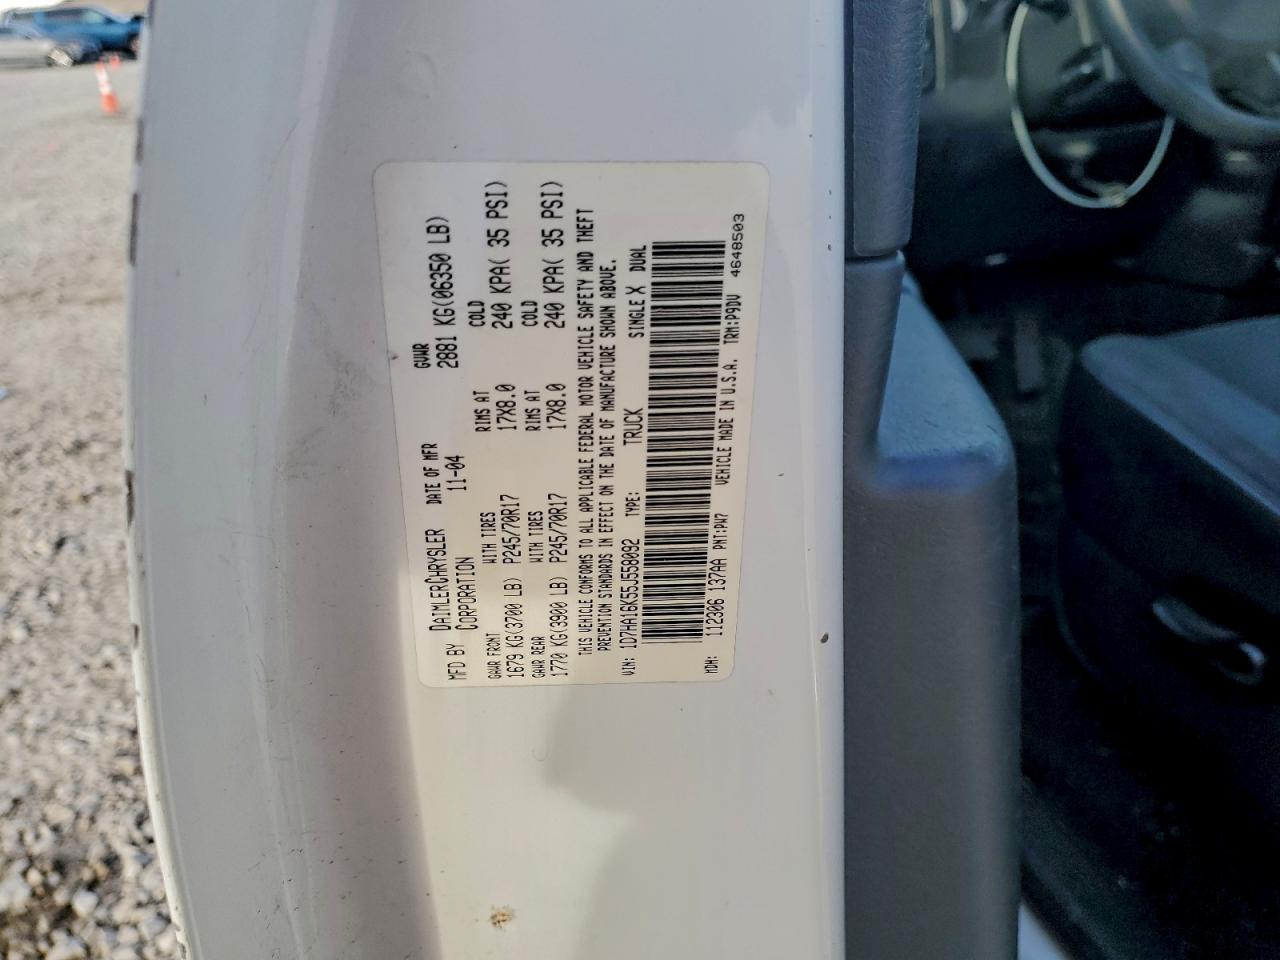 MFD BY DAIMLERCHRYSLER CORPORATION DATE OF MFR 11-04 GVWR 2881 KG(06350 LB)
GAWR FRONT WITH TIRES RIMS AT COLD
1679 KG(3700 LB) P245/70R17 17X8.0 240 KPA( 35 PSI)
GAWR REAR WITH TIRES RIMS AT COLD
1770 KG(3900 LB) P245/70R17 17X8.0 240 KPA( 35 PSI)
THIS VEHICLE CONFORMS TO ALL APPLICABLE FEDERAL MOTOR VEHICLE SAFETY AND THEFT
PREVENTION STANDARDS IN EFFECT ON THE DATE OF MANUFACTURE SHOWN ABOVE.
VIN: 1D7HA16K55J558092 TYPE: TRUCK SINGLE X DUAL
MDH: 112306 137AA PNT:PW7 VEHICLE MADE IN U.S.A. TRM:P9DV 4648503